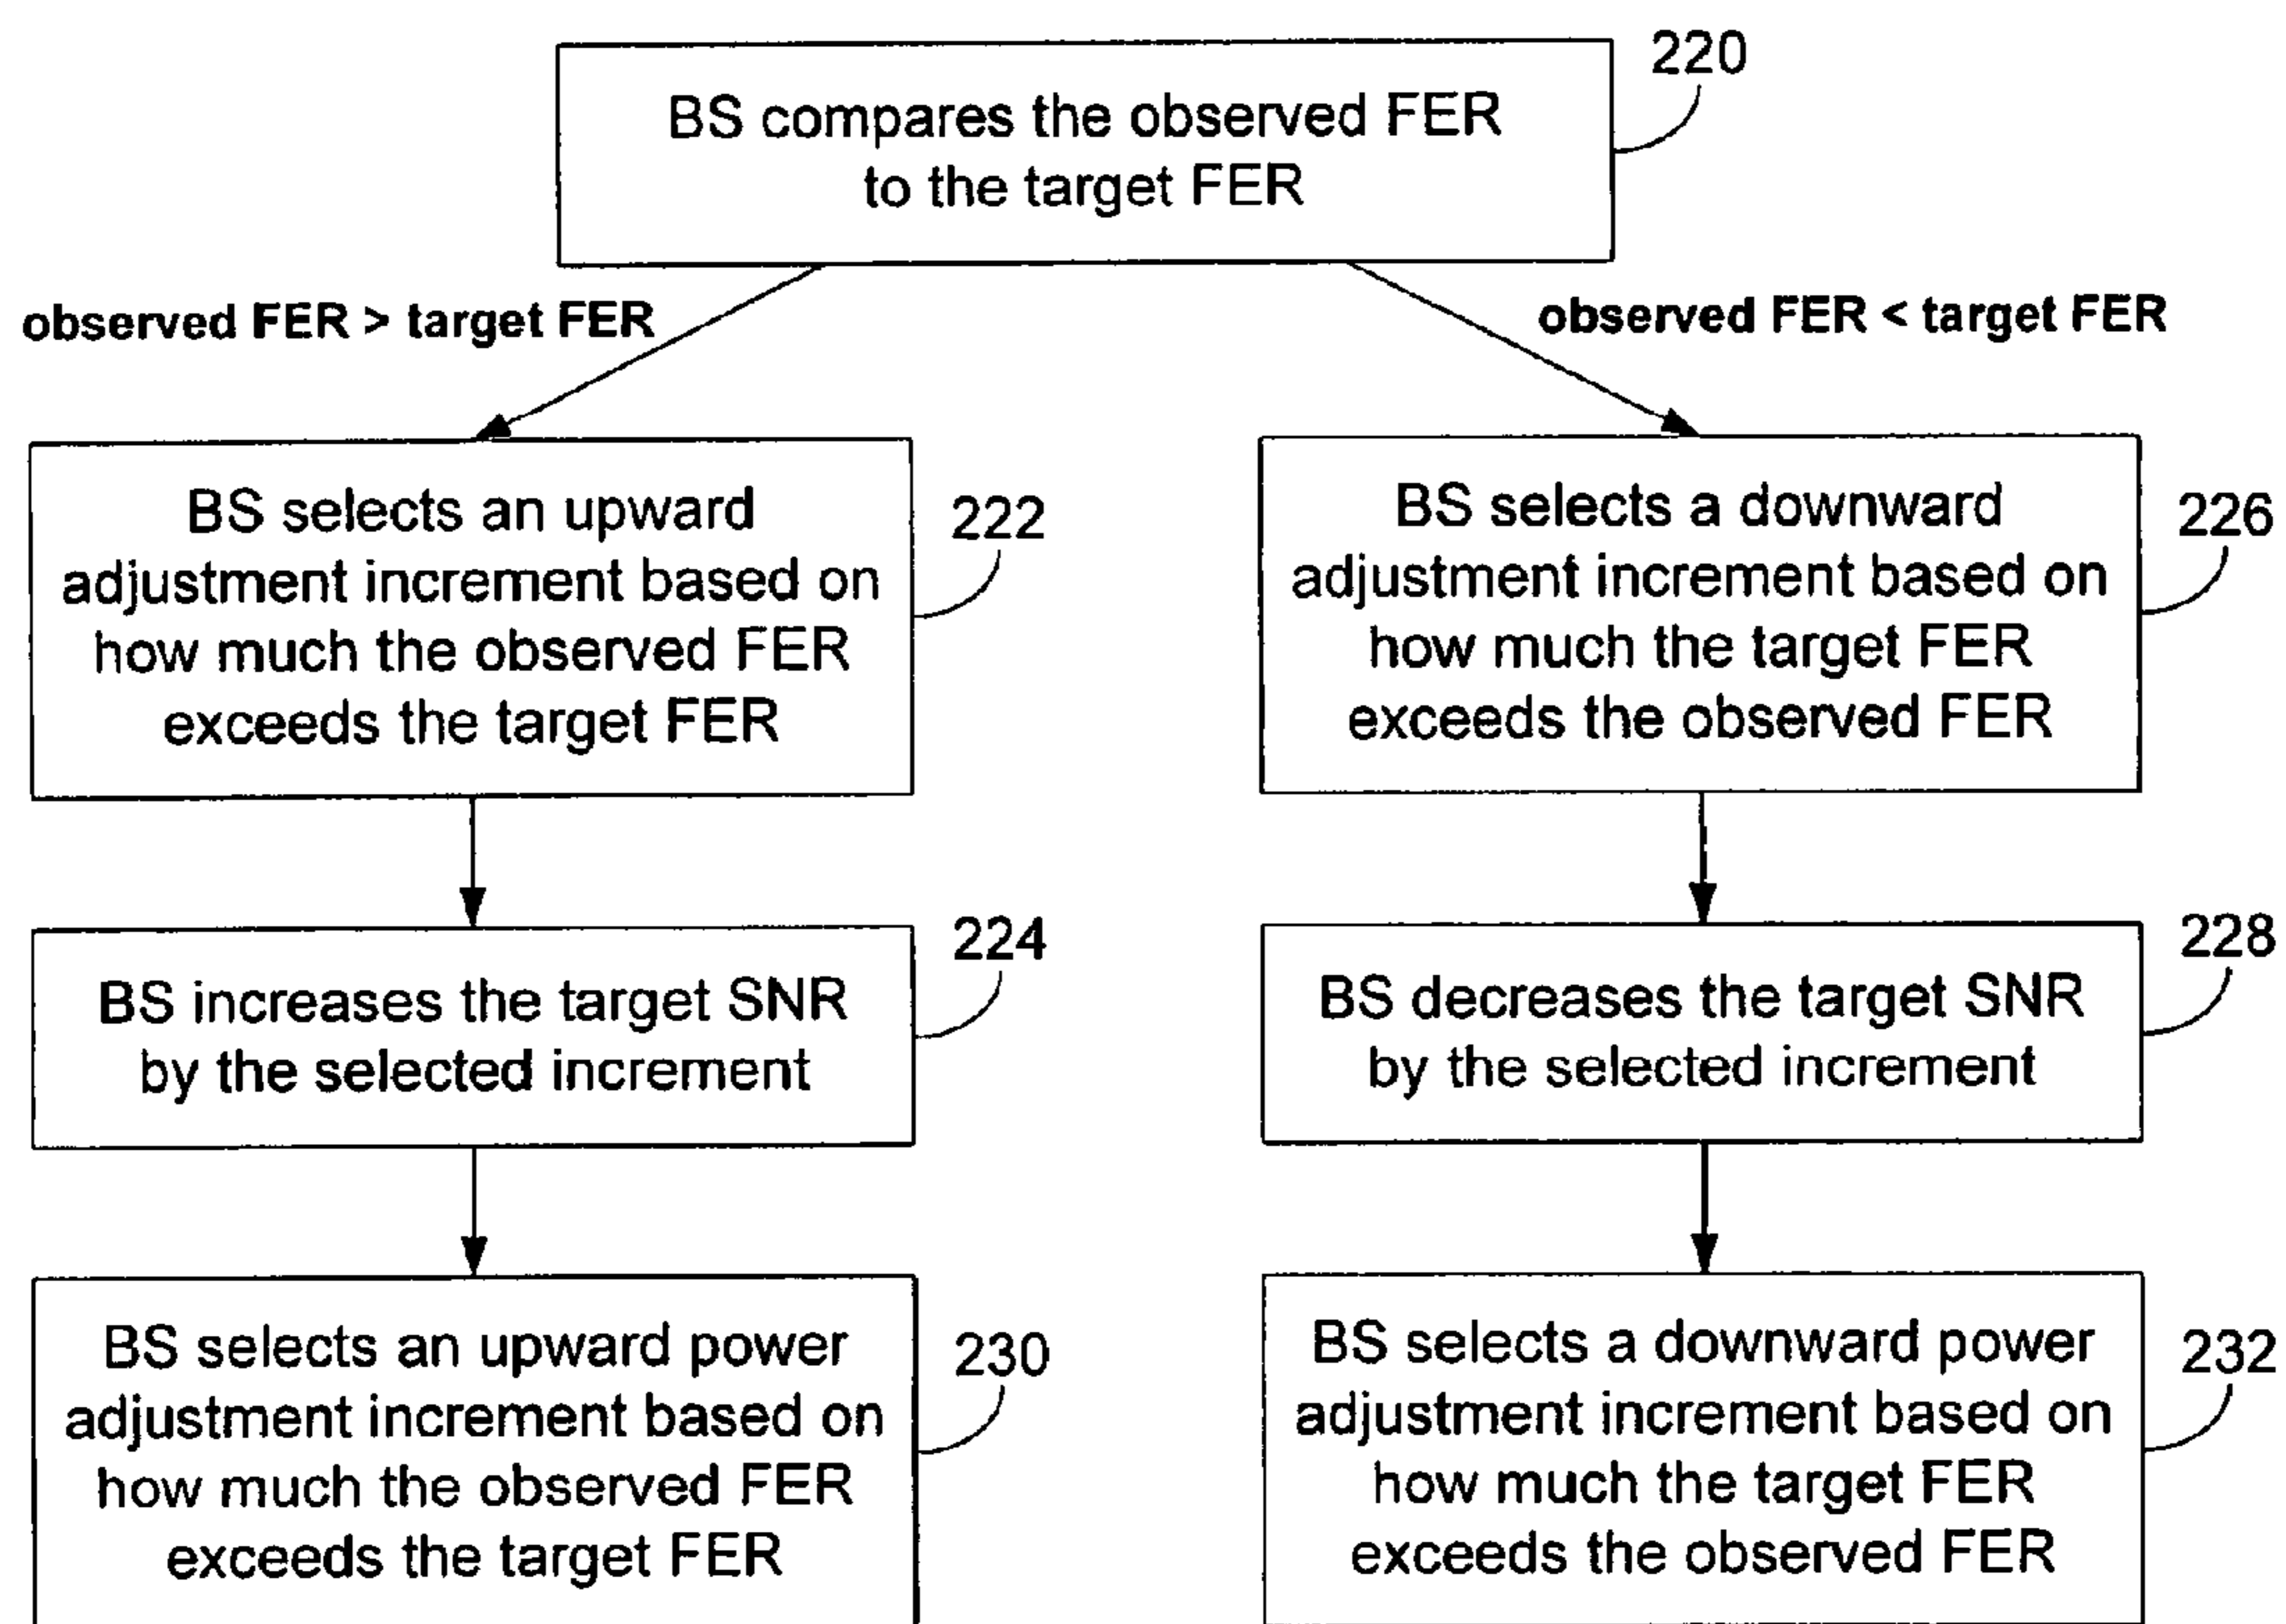 BS compares the observed FER
to the target FER
220
observed FER > target FER
observed FER < target FER
BS selects an upward
adjustment increment based on
how much the observed FER
exceeds the target FER
222
BS selects a downward
adjustment increment based on
how much the target FER
exceeds the observed FER
226
BS increases the target SNR
by the selected increment
224
BS decreases the target SNR
by the selected increment
228
BS selects an upward power
adjustment increment based on
how much the observed FER
exceeds the target FER
230
BS selects a downward power
adjustment increment based on
how much the target FER
exceeds the observed FER
232